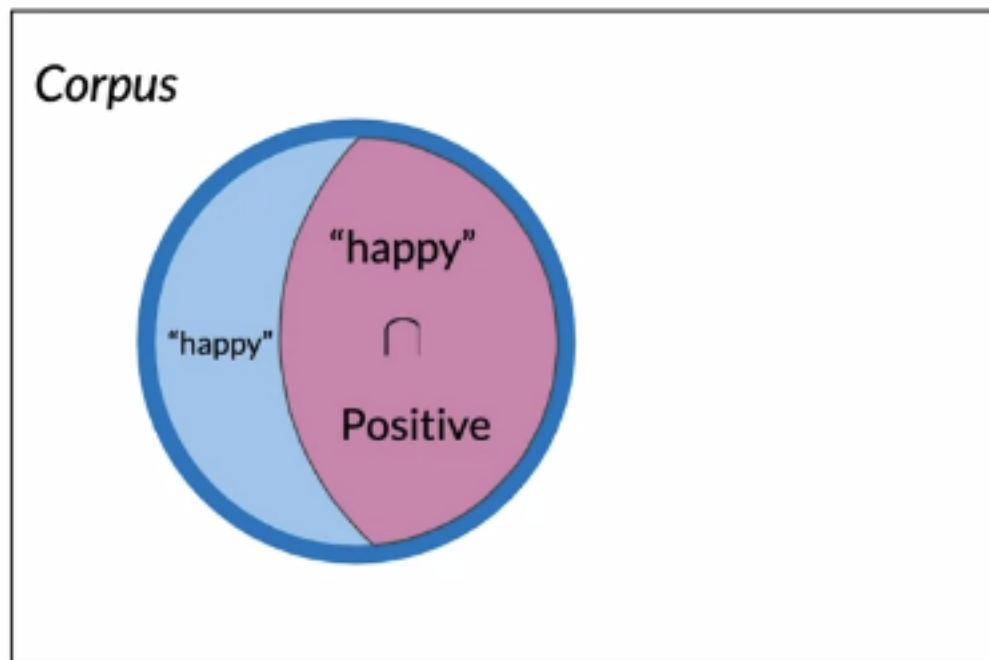 Corpus
“happy”
“happy”
∩
Positive